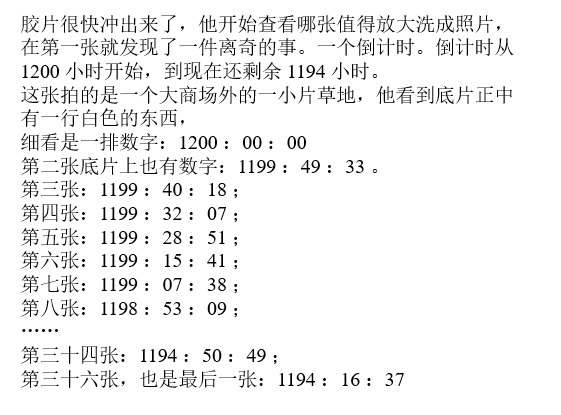 胶片很快冲出来了，他开始查看哪张值得放大洗成照片，
在第一张就发现了一件离奇的事。一个倒计时。倒计时从
1200 小时开始，到现在还剩余 1194 小时。
这张拍的是一个大商场外的一小片草地，他看到底片正中
有一行白色的东西，
细看是一排数字：1200：00：00
第二张底片上也有数字：1199：49：33 。
第三张：1199：40：18；
第四张：1199：32：07；
第五张：1199：28：51；
第六张：1199：15：41；
第七张：1199：07：38；
第八张：1198：53：09；
……
第三十四张：1194：50：49；
第三十六张，也是最后一张：1194：16：37